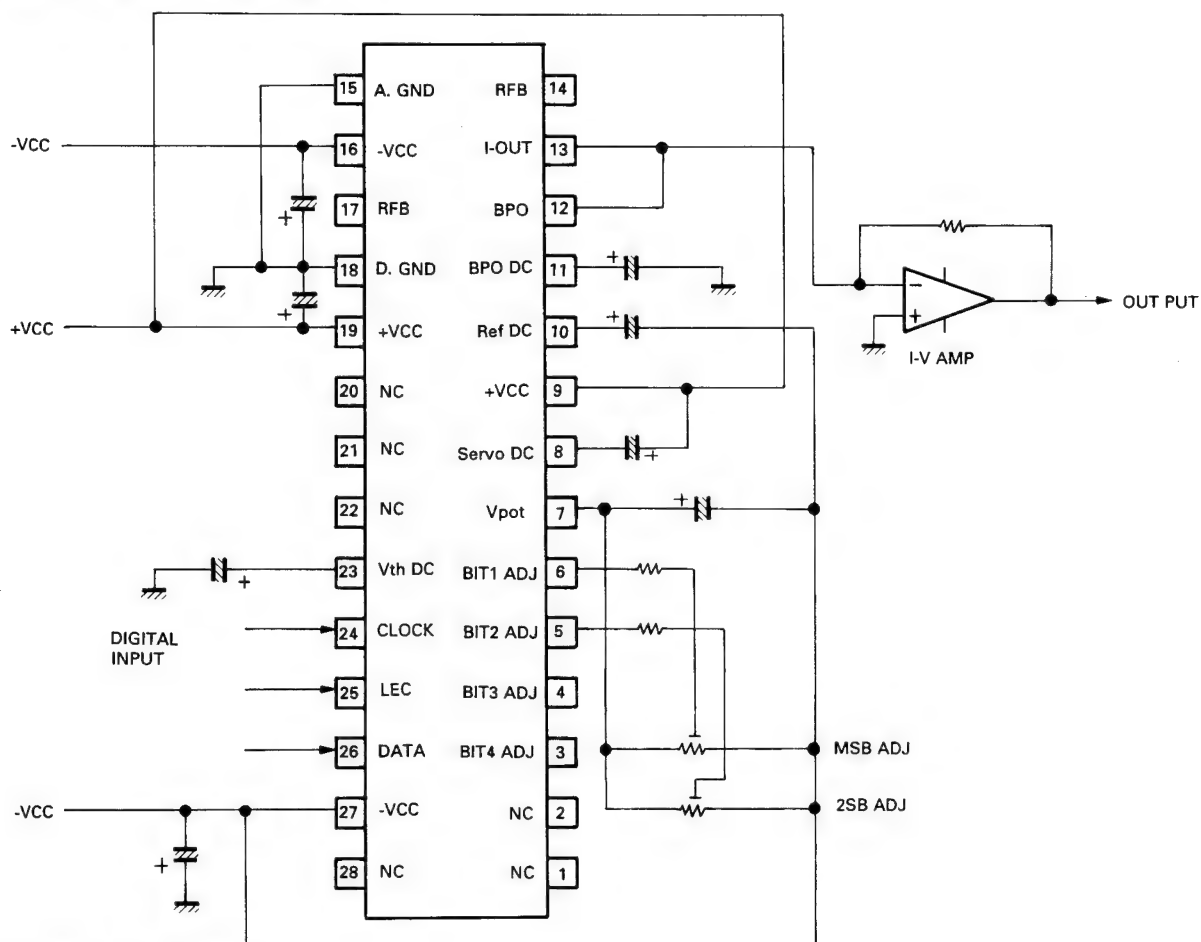 15 A. GND RFB 14
-VCC 16 -VCC I-OUT 13
17 RFB BPO 12
+
18 D. GND BPO DC 11 +
+
+VCC 19 +VCC Ref DC 10 +
- +
OUT PUT
I-V AMP
20 NC +VCC 9
21 NC Servo DC 8 +
22 NC Vpot 7 +
+ 23 Vth DC BIT1 ADJ 6
DIGITAL
INPUT
24 CLOCK BIT2 ADJ 5
25 LEC BIT3 ADJ 4
26 DATA BIT4 ADJ 3
MSB ADJ
-VCC 27 -VCC NC 2
2SB ADJ
+
28 NC NC 1